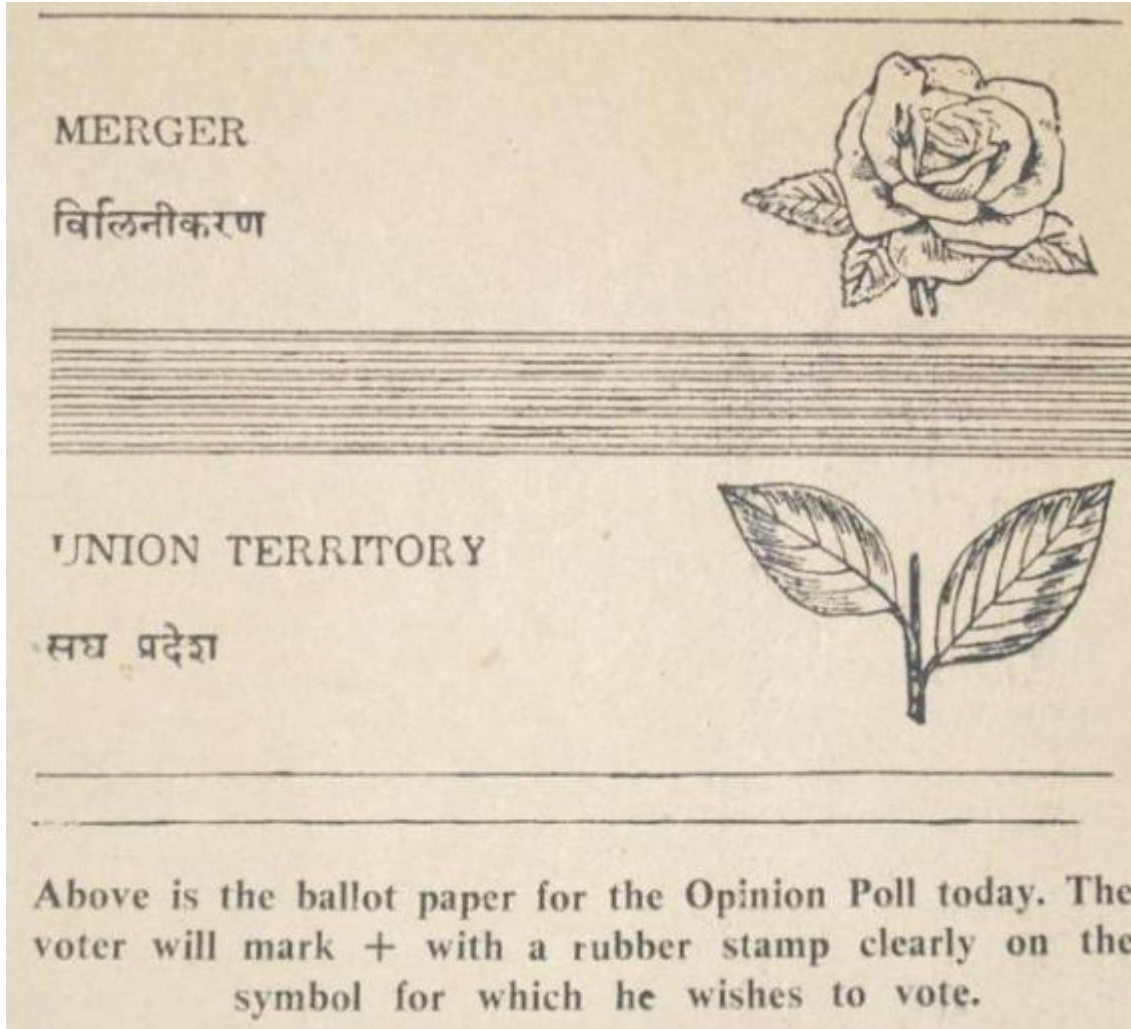 MERGER
विलिनीकरण
UNION TERRITORY
सघ प्रदेश
Above is the ballot paper for the Opinion Poll today. The
voter will mark + with a rubber stamp clearly on the
symbol for which he wishes to vote.